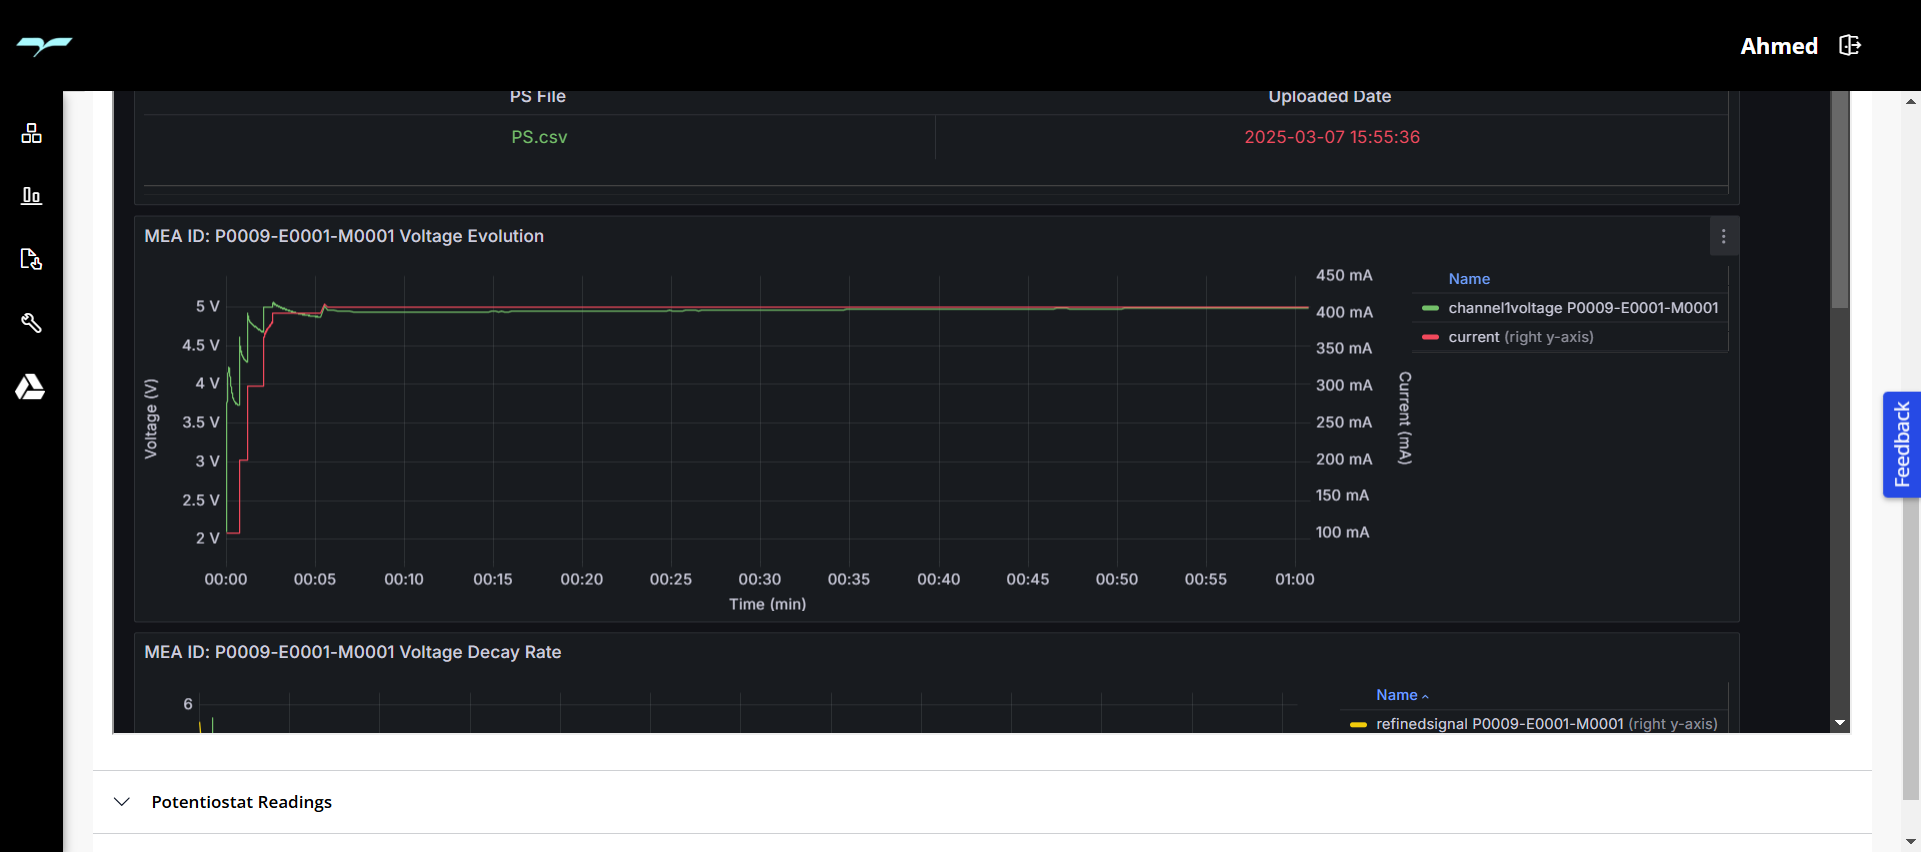 Ahmed
PS File Uploaded Date
PS.csv 2025-03-07 15:55:36
MEA ID: P0009-E0001-M0001 Voltage Evolution
Voltage (V)
5 V
4.5 V
4 V
3.5 V
3 V
2.5 V
2 V
450 mA
400 mA
350 mA
300 mA
250 mA
200 mA
150 mA
100 mA
Current (mA)
00:00 00:05 00:10 00:15 00:20 00:25 00:30 00:35 00:40 00:45 00:50 00:55 01:00
Time (min)
Name
channel1voltage P0009-E0001-M0001
current (right y-axis)
Feedback
MEA ID: P0009-E0001-M0001 Voltage Decay Rate
6
Name
refinedsignal P0009-E0001-M0001 (right y-axis)
Potentiostat Readings